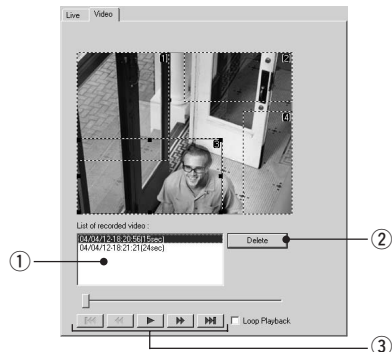 Live Video
1
2
4
3
List of recorded video :
04/04/12-18:20:56(15sec)
04/04/12-18:21:21(24sec)
Delete
①
②
Loop Playback
③